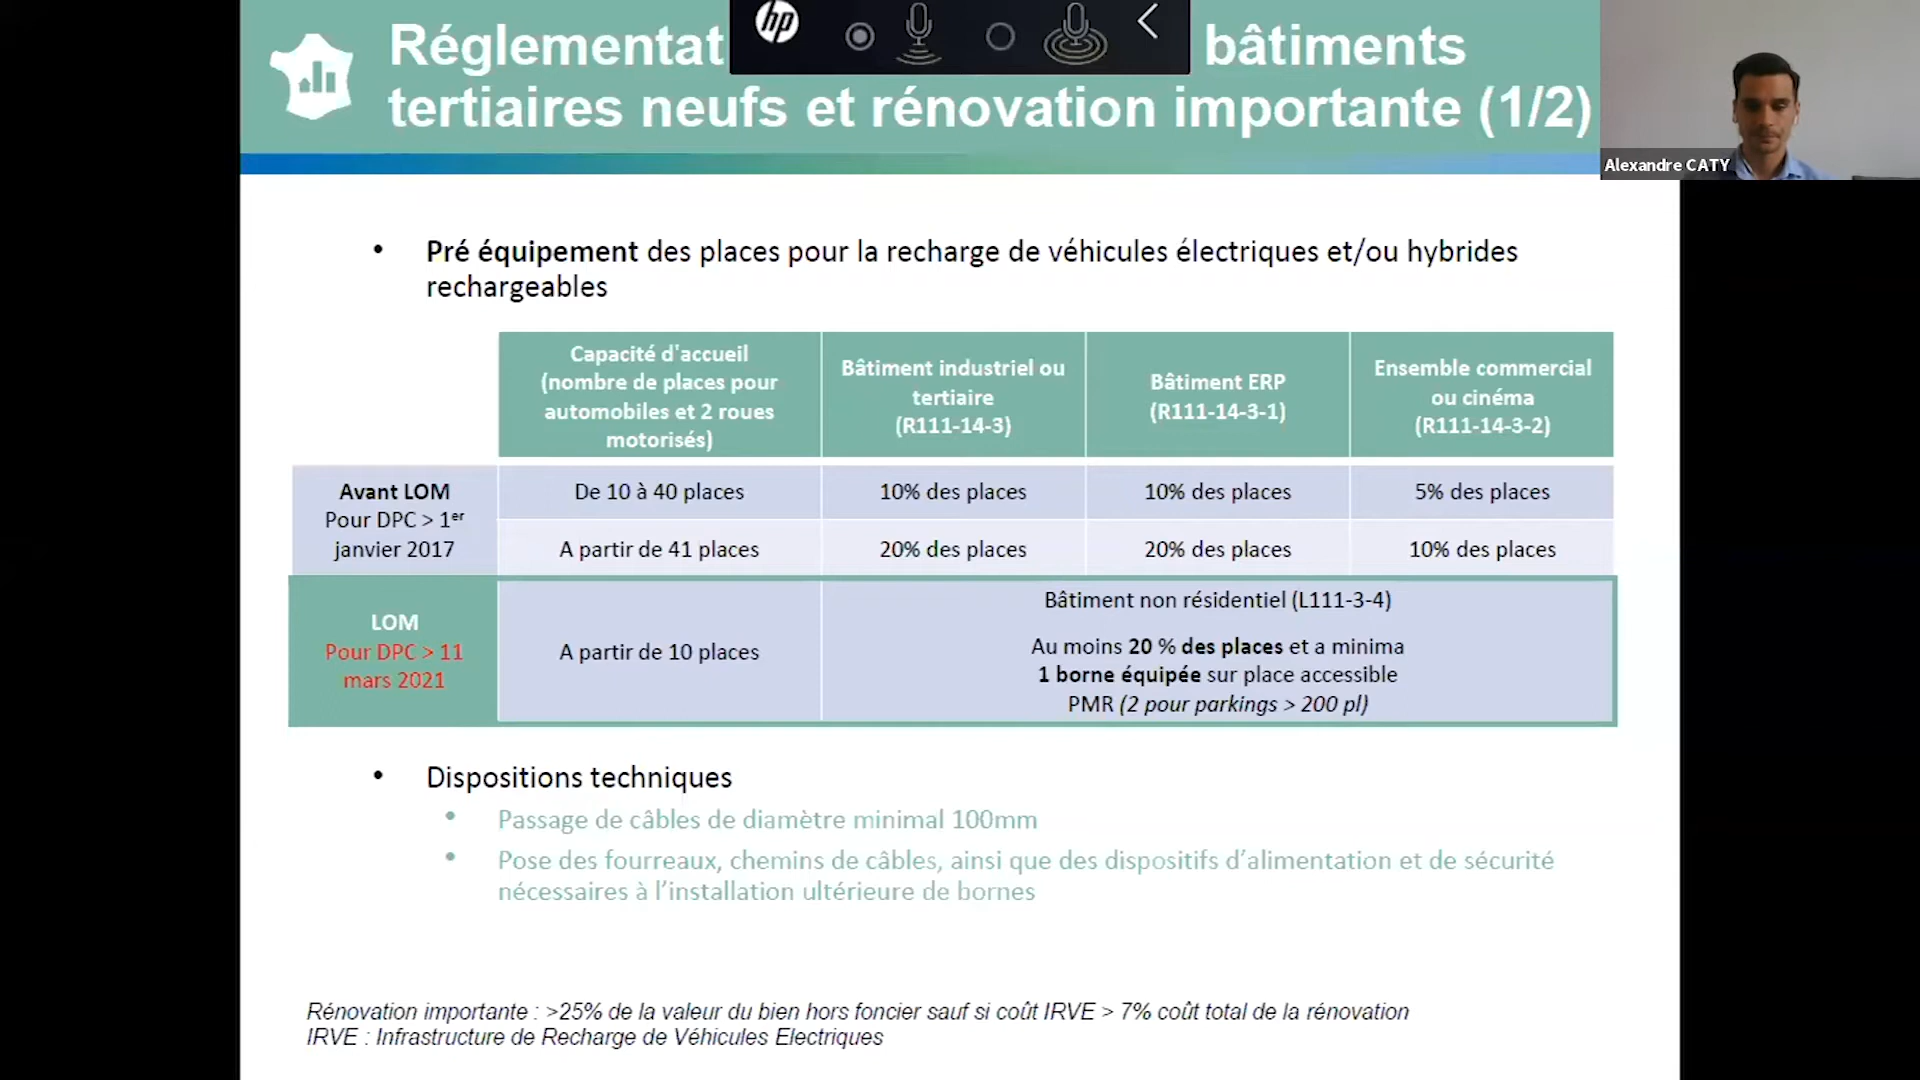 hp
Réglementat bâtiments
tertiaires neufs et rénovation importante (1/2)
Alexandre CATY
• Pré équipement des places pour la recharge de véhicules électriques et/ou hybrides
rechargeables
Capacité d'accueil
(nombre de places pour
automobiles et 2 roues
motorisés)
Bâtiment industriel ou
tertiaire
(R111-14-3)
Bâtiment ERP
(R111-14-3-1)
Ensemble commercial
ou cinéma
(R111-14-3-2)
Avant LOM
Pour DPC > 1er
janvier 2017
De 10 à 40 places
10% des places
10% des places
5% des places
A partir de 41 places
20% des places
20% des places
10% des places
LOM
Pour DPC > 11
mars 2021
A partir de 10 places
Bâtiment non résidentiel (L111-3-4)
Au moins 20 % des places et a minima
1 borne équipée sur place accessible
PMR (2 pour parkings > 200 pl)
• Dispositions techniques
• Passage de câbles de diamètre minimal 100mm
• Pose des fourreaux, chemins de câbles, ainsi que des dispositifs d’alimentation et de sécurité
nécessaires à l’installation ultérieure de bornes
Rénovation importante : >25% de la valeur du bien hors foncier sauf si coût IRVE > 7% coût total de la rénovation
IRVE : Infrastructure de Recharge de Véhicules Electriques